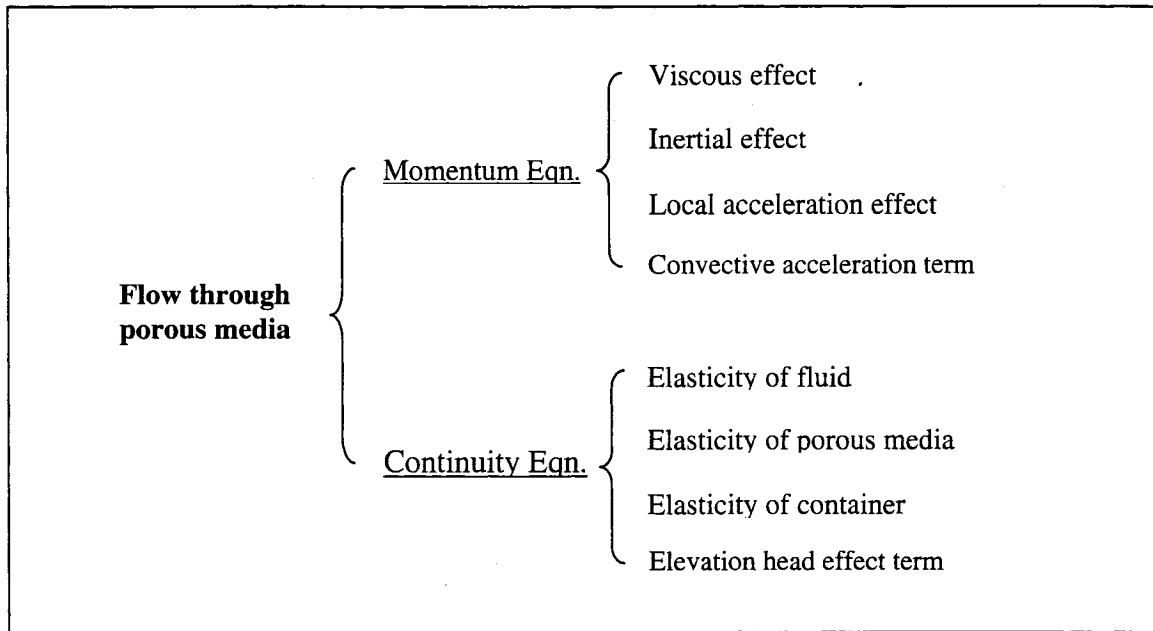 Viscous effect
Inertial effect
Momentum Eqn.
Local acceleration effect
Convective acceleration term
Flow through
porous media
Elasticity of fluid
Elasticity of porous media
Continuity Eqn.
Elasticity of container
Elevation head effect term